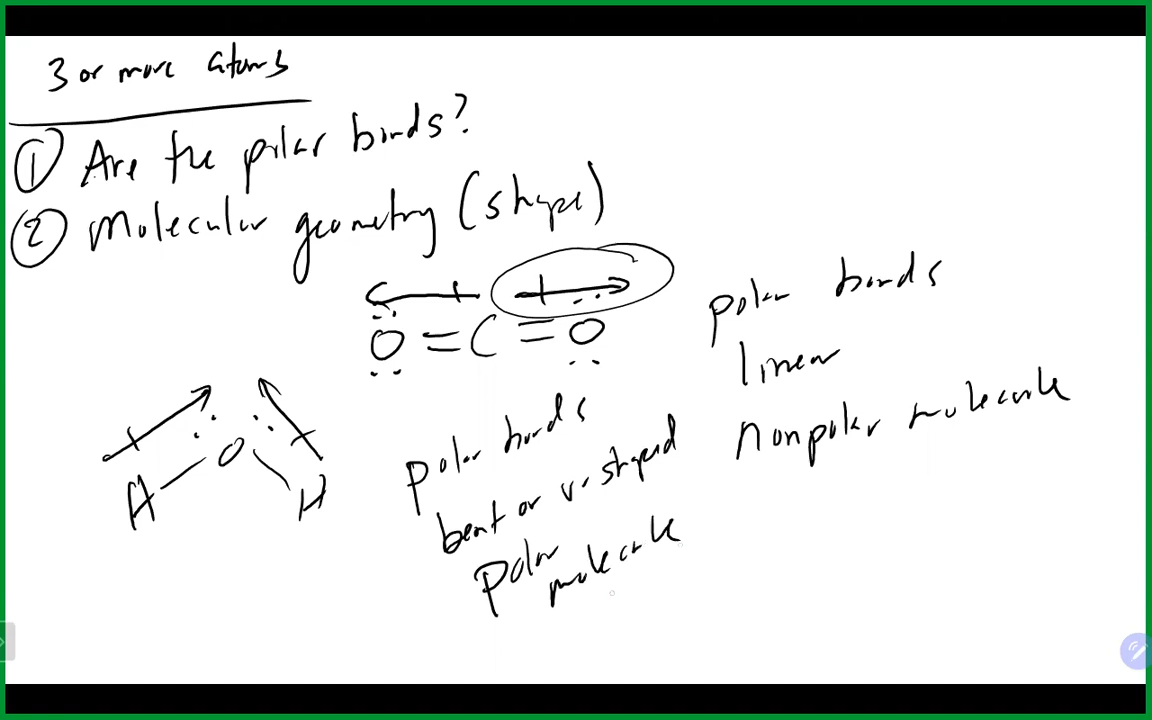 3 or more atoms
① Are the polar bonds?
② Molecular geometry (shape)
O = C = O
polar bonds
linear
nonpolar molecule
H O H
polar bonds
bent or v-shaped
polar
molecule